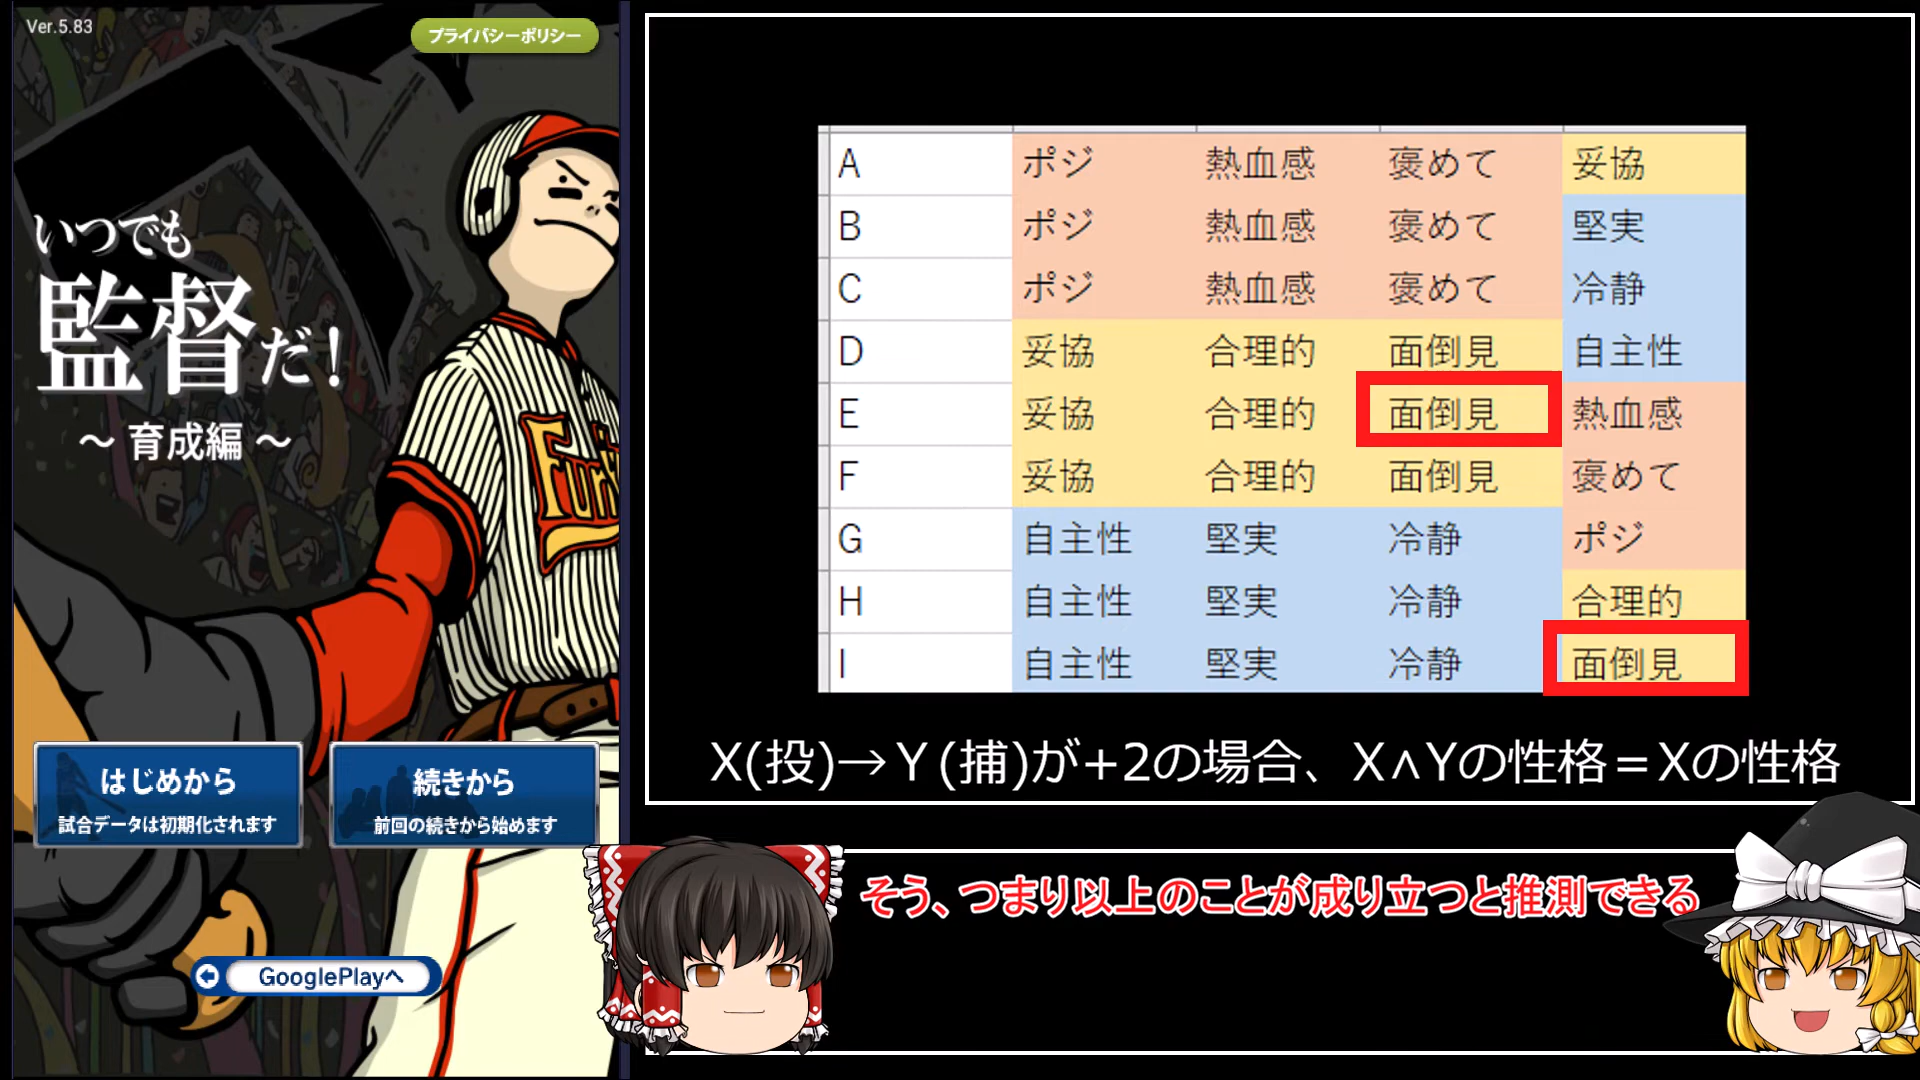 Ver.5.83
プライバシーポリシー
いつでも
監督だ!
～ 育成編 ～
はじめから
試合データは初期化されます
続きから
前回の続きから始めます
GooglePlayへ
A ポジ 熱血感 褒めて 妥協
B ポジ 熱血感 褒めて 堅実
C ポジ 熱血感 褒めて 冷静
D 妥協 合理的 面倒見 自主性
E 妥協 合理的 面倒見 熱血感
F 妥協 合理的 面倒見 褒めて
G 自主性 堅実 冷静 ポジ
H 自主性 堅実 冷静 合理的
I 自主性 堅実 冷静 面倒見
X(投)→Y(捕)が+2の場合、X∧Yの性格=Xの性格
そう、つまり以上のことが成り立つと推測できる